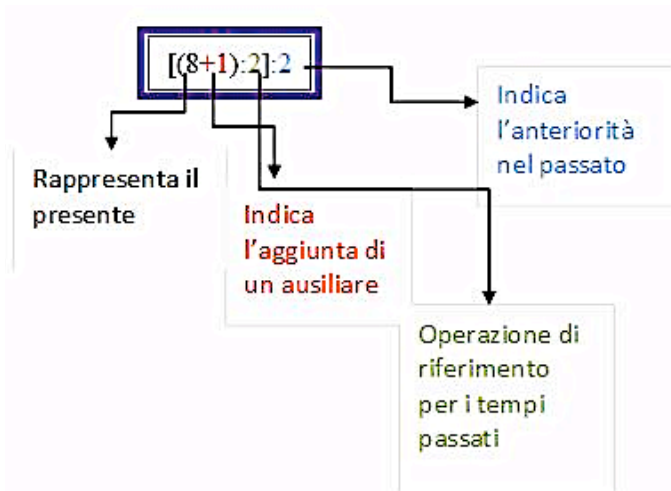 [(8+1):2]:2
Indica
l'anteriorità
nel passato
Rappresenta il
presente
Indica
l'aggiunta di
un ausiliare
Operazione di
riferimento
per i tempi
passati